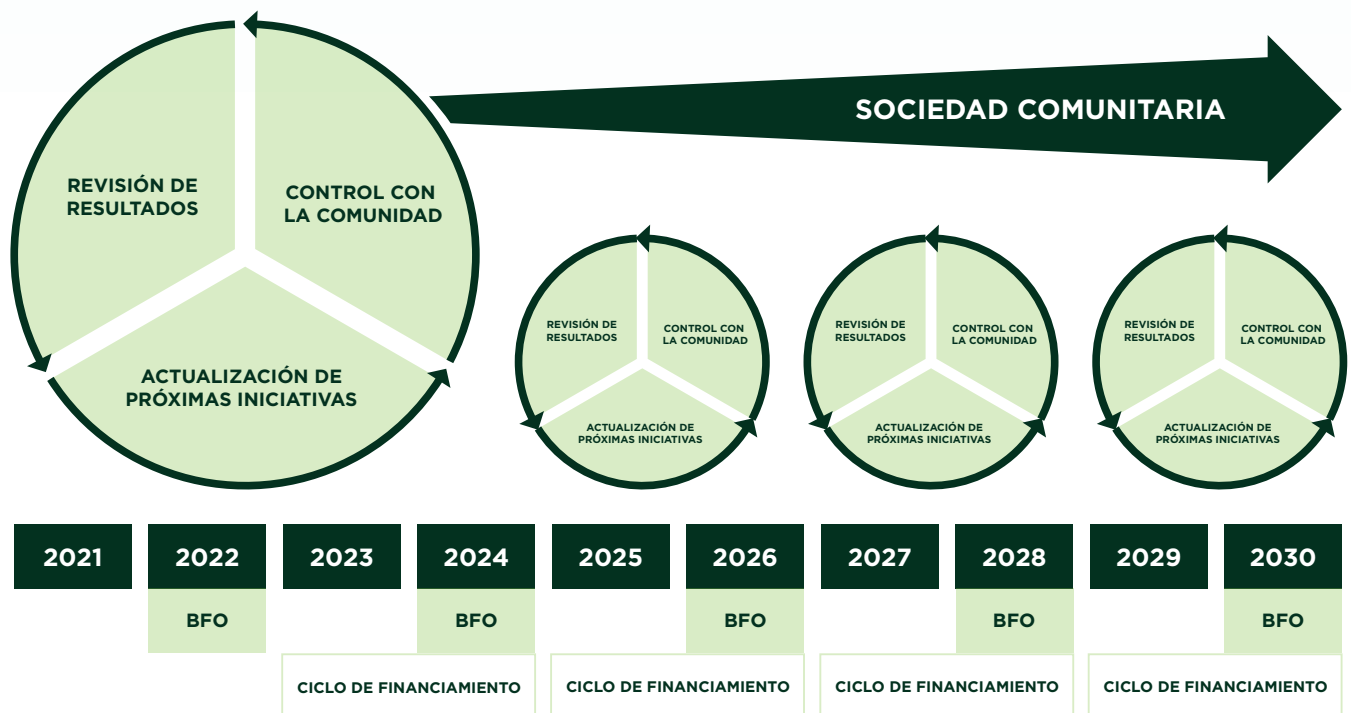 SOCIEDAD COMUNITARIA
REVISIÓN DE
RESULTADOS
CONTROL CON
LA COMUNIDAD
ACTUALIZACIÓN DE
PRÓXIMAS INICIATIVAS
REVISIÓN DE
RESULTADOS
CONTROL CON
LA COMUNIDAD
ACTUALIZACIÓN DE
PRÓXIMAS INICIATIVAS
REVISIÓN DE
RESULTADOS
CONTROL CON
LA COMUNIDAD
ACTUALIZACIÓN DE
PRÓXIMAS INICIATIVAS
REVISIÓN DE
RESULTADOS
CONTROL CON
LA COMUNIDAD
ACTUALIZACIÓN DE
PRÓXIMAS INICIATIVAS
2021 2022 2023 2024 2025 2026 2027 2028 2029 2030
BFO BFO BFO BFO BFO
CICLO DE FINANCIAMIENTO CICLO DE FINANCIAMIENTO CICLO DE FINANCIAMIENTO CICLO DE FINANCIAMIENTO